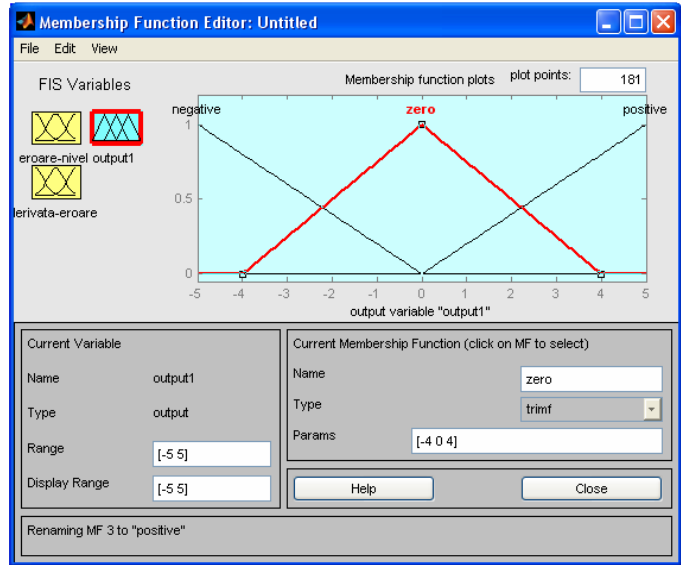 Membership Function Editor: Untitled
File Edit View
FIS Variables
Membership function plots plot points: 181
negative zero positive
1
eroare-nivel output1
0.5
lerivata-eroare
0
-5 -4 -3 -2 -1 0 1 2 3 4 5
output variable "output1"
Current Variable
Current Membership Function (click on MF to select)
Name output1
Name zero
Type output
Type trimf
Range [-5 5]
Params [-4 0 4]
Display Range [-5 5]
Help Close
Renaming MF 3 to "positive"